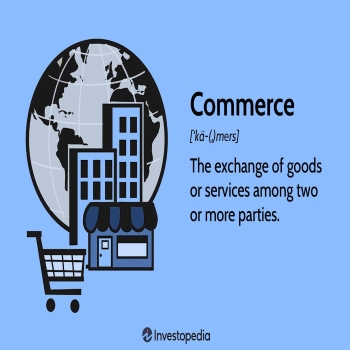 Commerce
['kä-(,)mers]
The exchange of goods
or services among two
or more parties.
Investopedia